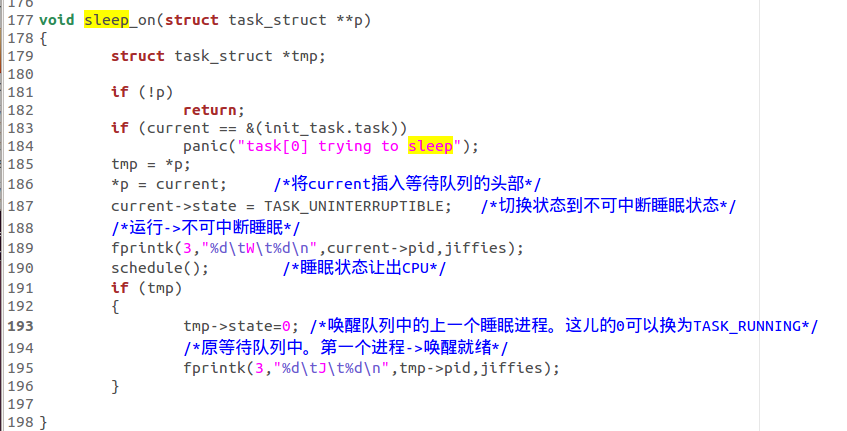 176
177 void sleep_on(struct task_struct **p)
178 {
179         struct task_struct *tmp;
180
181         if (!p)
182                 return;
183         if (current == &(init_task.task))
184                 panic("task[0] trying to sleep");
185         tmp = *p;
186         *p = current;     /*将current插入等待队列的头部*/
187         current->state = TASK_UNINTERRUPTIBLE;   /*切换状态到不可中断睡眠状态*/
188         /*运行->不可中断睡眠*/
189         fprintk(3,"%d\tW\t%d\n",current->pid,jiffies);
190         schedule();        /*睡眠状态让出CPU*/
191         if (tmp)
192         {
193                 tmp->state=0; /*唤醒队列中的上一个睡眠进程。这儿的0可以换为TASK_RUNNING*/
194                 /*原等待队列中。第一个进程->唤醒就绪*/
195                 fprintk(3,"%d\tJ\t%d\n",tmp->pid,jiffies);
196         }
197
198 }